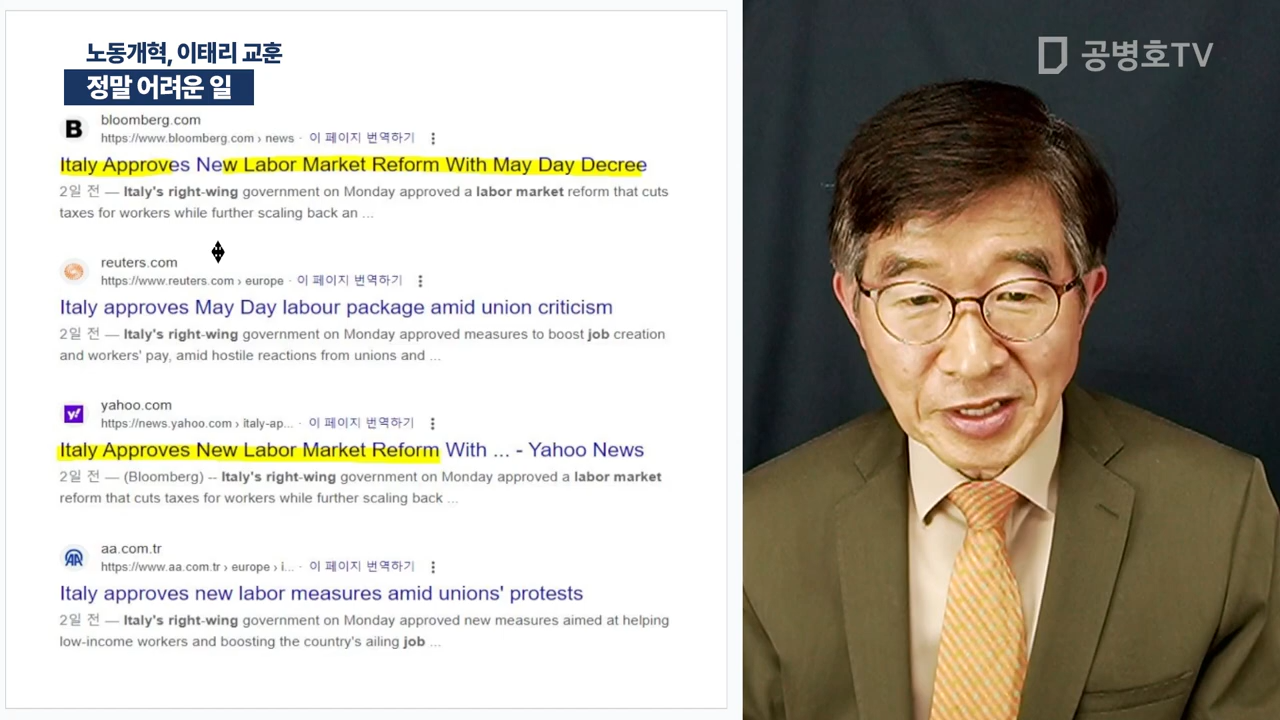 노동개혁, 이태리 교훈
정말 어려운 일
공병호TV
B
bloomberg.com
https://www.bloomberg.com › news · 이 페이지 번역하기
Italy Approves New Labor Market Reform With May Day Decree
2일 전 — Italy's right-wing government on Monday approved a labor market reform that cuts
taxes for workers while further scaling back an ...
reuters.com
https://www.reuters.com › europe · 이 페이지 번역하기
Italy approves May Day labour package amid union criticism
2일 전 — Italy's right-wing government on Monday approved measures to boost job creation
and workers' pay, amid hostile reactions from unions and ...
y!
yahoo.com
https://news.yahoo.com › italy-ap... · 이 페이지 번역하기
Italy Approves New Labor Market Reform With ... - Yahoo News
2일 전 — (Bloomberg) -- Italy's right-wing government on Monday approved a labor market
reform that cuts taxes for workers while further scaling back ...
AA
aa.com.tr
https://www.aa.com.tr › europe › i... · 이 페이지 번역하기
Italy approves new labor measures amid unions' protests
2일 전 — Italy's right-wing government on Monday approved new measures aimed at helping
low-income workers and boosting the country's ailing job ...